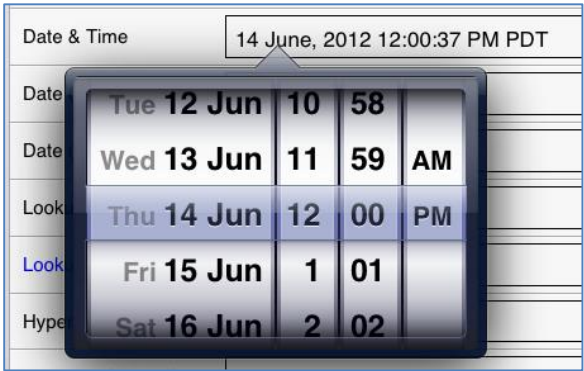 Date & Time 14 June, 2012 12:00:37 PM PDT
Date
Tue 12 Jun 10 58
Date
Wed 13 Jun 11 59 AM
Look
Thu 14 Jun 12 00 PM
Look
Fri 15 Jun 1 01
Hype
Sat 16 Jun 2 02